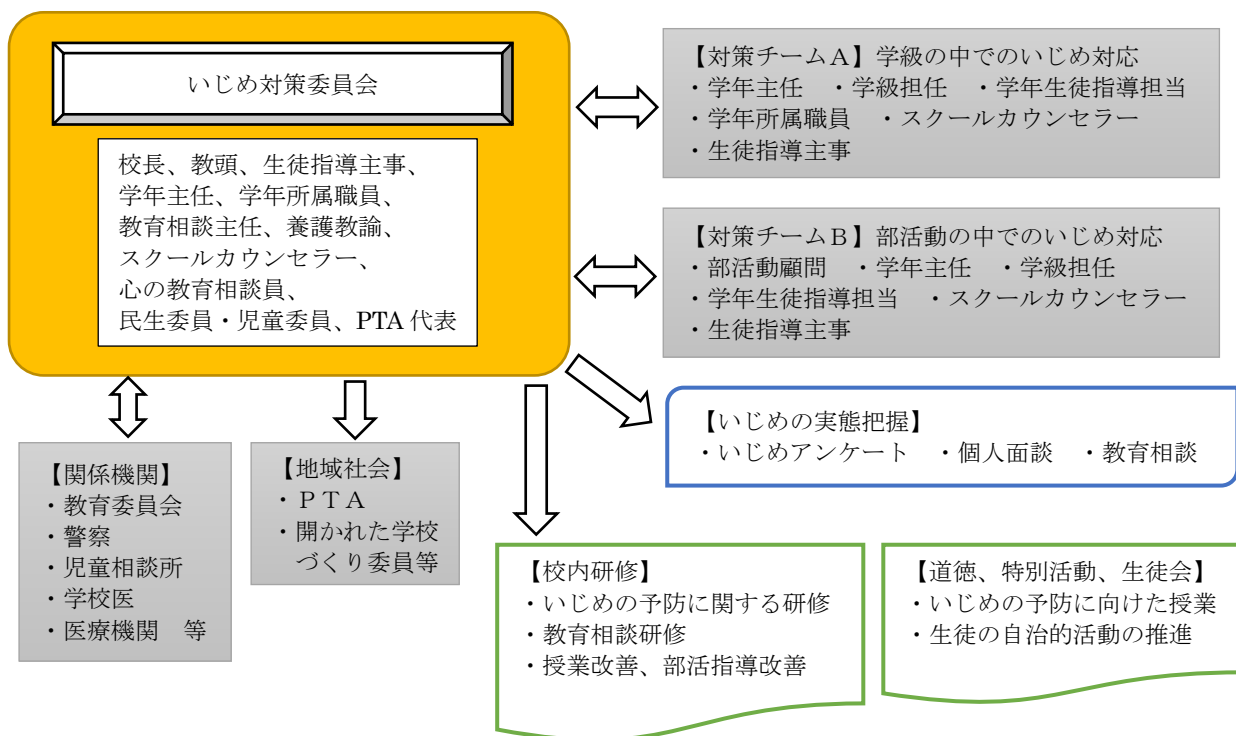 いじめ対策委員会
校長、教頭、生徒指導主事、
学年主任、学年所属職員、
教育相談主任、養護教諭、
スクールカウンセラー、
心の教育相談員、
民生委員・児童委員、PTA 代表
【対策チームＡ】学級の中でのいじめ対応
・学年主任　・学級担任　・学年生徒指導担当
・学年所属職員　・スクールカウンセラー
・生徒指導主事
【対策チームＢ】部活動の中でのいじめ対応
・部活動顧問　・学年主任　・学級担任
・学年生徒指導担当　・スクールカウンセラー
・生徒指導主事
【いじめの実態把握】
・いじめアンケート　・個人面談　・教育相談
【関係機関】
・教育委員会
・警察
・児童相談所
・学校医
・医療機関　等
【地域社会】
・ＰＴＡ
・開かれた学校
づくり委員等
【校内研修】
・いじめの予防に関する研修
・教育相談研修
・授業改善、部活指導改善
【道徳、特別活動、生徒会】
・いじめの予防に向けた授業
・生徒の自治的活動の推進